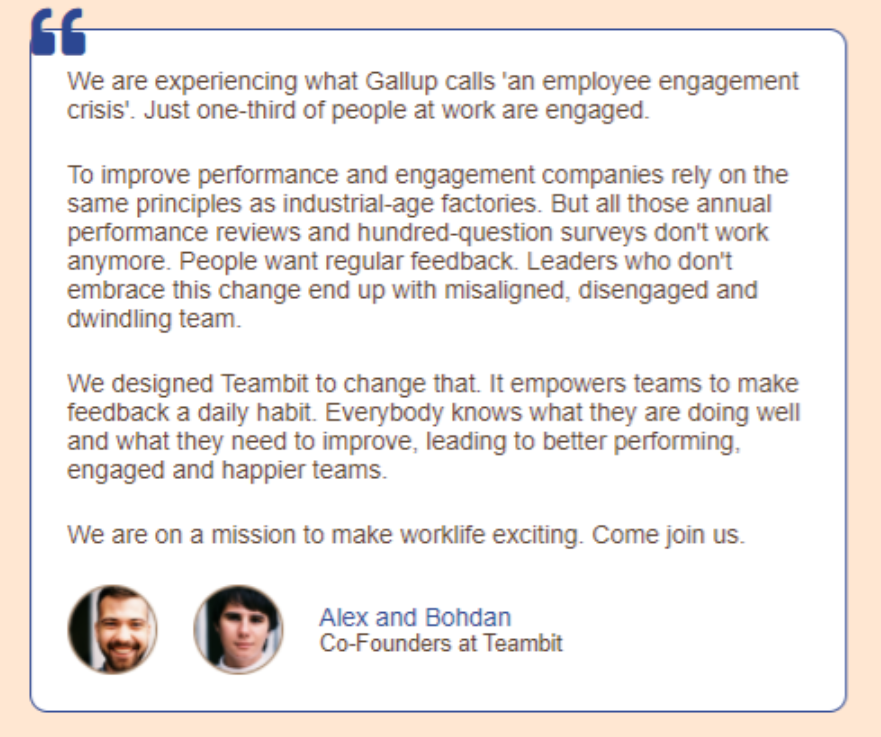 We are experiencing what Gallup calls 'an employee engagement
crisis'. Just one-third of people at work are engaged.
To improve performance and engagement companies rely on the
same principles as industrial-age factories. But all those annual
performance reviews and hundred-question surveys don't work
anymore. People want regular feedback. Leaders who don't
embrace this change end up with misaligned, disengaged and
dwindling team.
We designed Teambit to change that. It empowers teams to make
feedback a daily habit. Everybody knows what they are doing well
and what they need to improve, leading to better performing,
engaged and happier teams.
We are on a mission to make worklife exciting. Come join us.
Alex and Bohdan
Co-Founders at Teambit